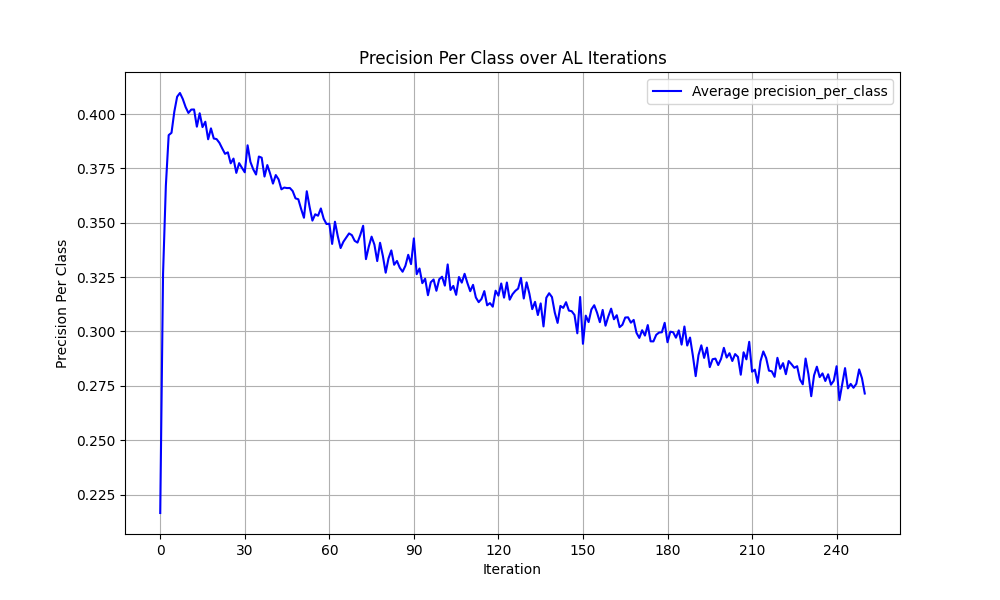 Precision Per Class over AL Iterations
Average precision_per_class
Precision Per Class
0.400
0.375
0.350
0.325
0.300
0.275
0.250
0.225
0 30 60 90 120 150 180 210 240
Iteration